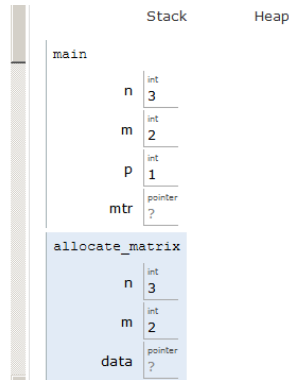 Stack Heap
main
int
n 3
int
m 2
int
p 1
pointer
mtr ?
allocate_matrix
int
n 3
int
m 2
pointer
data ?